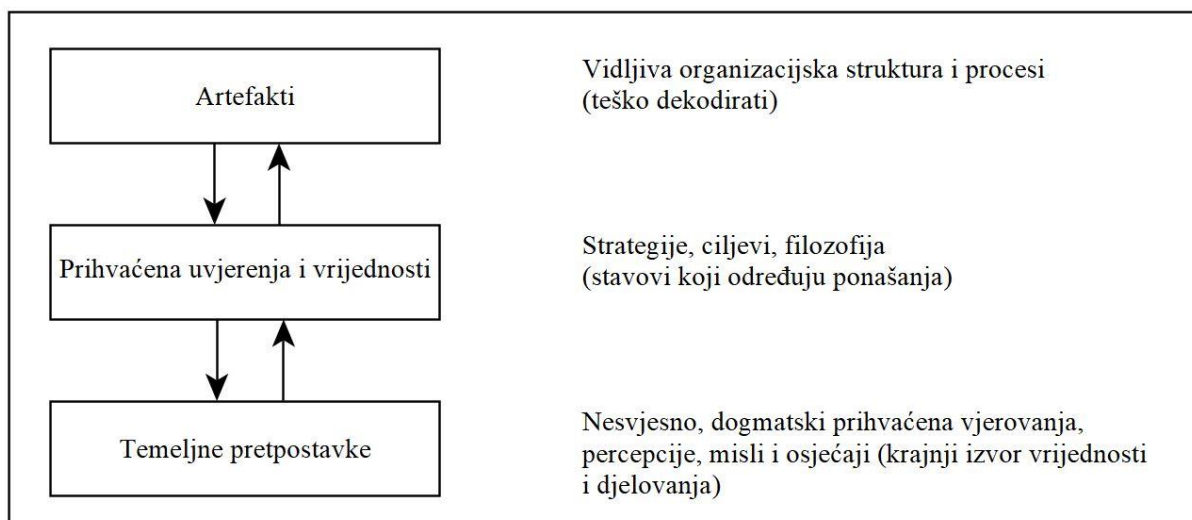 Artefakti
Vidljiva organizacijska struktura i procesi
(teško dekodirati)
Prihvaćena uvjerenja i vrijednosti
Strategije, ciljevi, filozofija
(stavovi koji određuju ponašanja)
Temeljne pretpostavke
Nesvjesno, dogmatski prihvaćena vjerovanja,
percepcije, misli i osjećaji (krajnji izvor vrijednosti
i djelovanja)